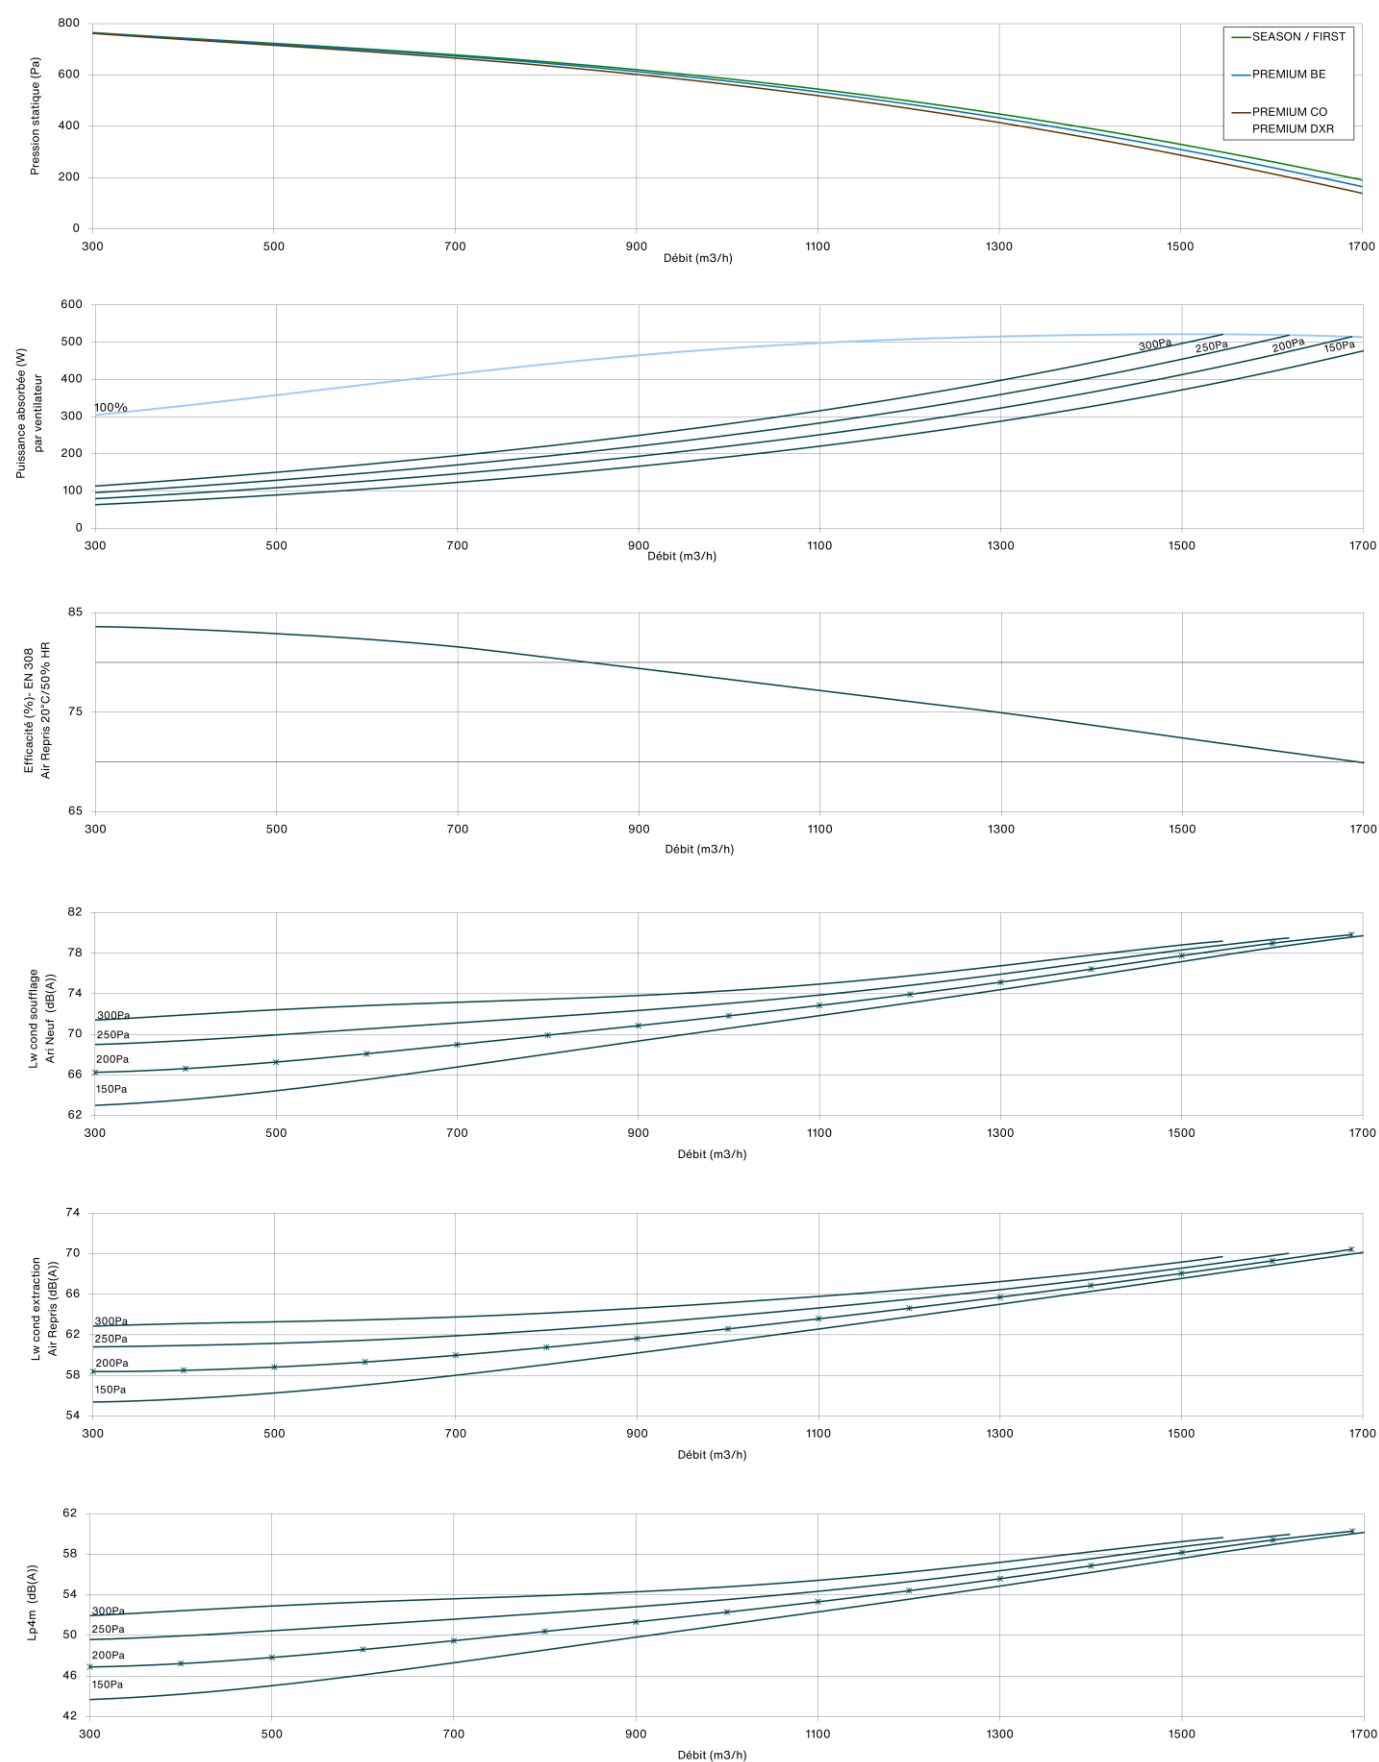 Pression statique (Pa)
800
600
400
200
0
SEASON / FIRST
PREMIUM BE
PREMIUM CO
PREMIUM DXR
300 500 700 900 1100 1300 1500 1700
Débit (m3/h)
Puissance absorbée (W)
par ventilateur
600
500
400
300
200
100
0
100%
300Pa 250Pa 200Pa 150Pa
300 500 700 900 1100 1300 1500 1700
Débit (m3/h)
Efficacité (%)- EN 308
Air Repris 20°C/50% HR
85
75
65
300 500 700 900 1100 1300 1500 1700
Débit (m3/h)
Lw cond soufflage
Ari Neuf (dB(A))
82
78
74
70
66
62
300Pa
250Pa
200Pa
150Pa
300 500 700 900 1100 1300 1500 1700
Débit (m3/h)
Lw cond extraction
Air Repris (dB(A))
74
70
66
62
58
54
300Pa
250Pa
200Pa
150Pa
300 500 700 900 1100 1300 1500 1700
Débit (m3/h)
Lp4m (dB(A))
62
58
54
50
46
42
300Pa
250Pa
200Pa
150Pa
300 500 700 900 1100 1300 1500 1700
Débit (m3/h)